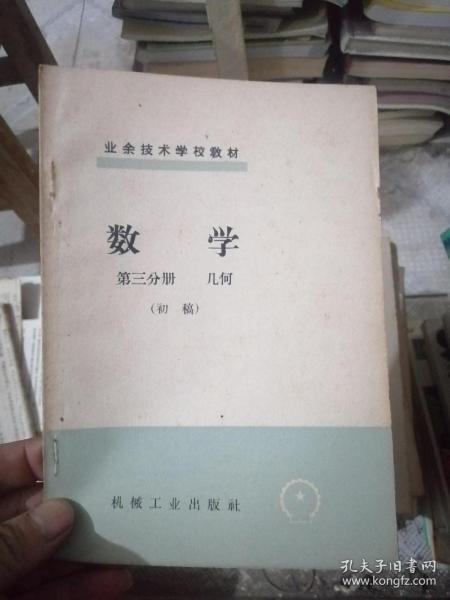 业余技术学校教材
数 学
第三分册 几何
(初 稿)
机械工业出版社
孔夫子旧书网
www.kongfz.com